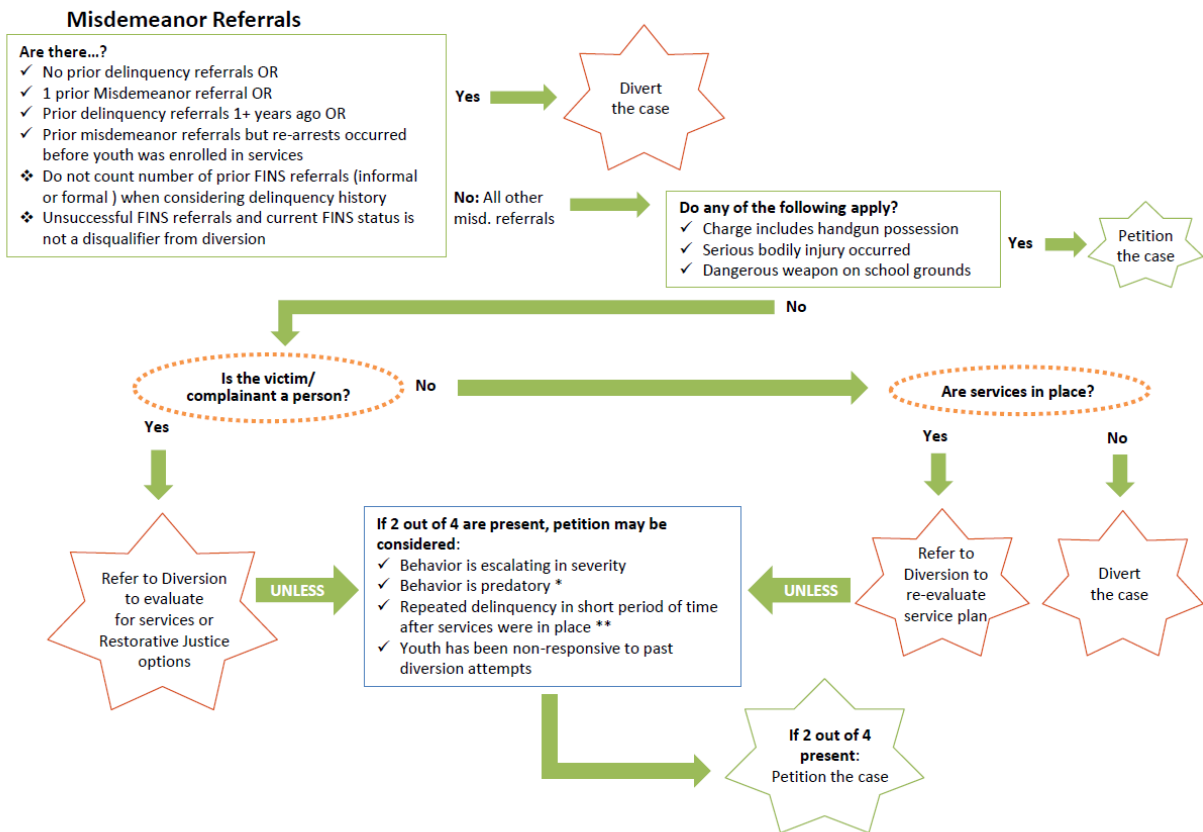 Misdemeanor Referrals
Are there…?
✓ No prior delinquency referrals OR
✓ 1 prior Misdemeanor referral OR
✓ Prior delinquency referrals 1+ years ago OR
✓ Prior misdemeanor referrals but re-arrests occurred
before youth was enrolled in services
❖ Do not count number of prior FINS referrals (informal
or formal ) when considering delinquency history
❖ Unsuccessful FINS referrals and current FINS status is
not a disqualifier from diversion
Yes
Divert
the case
No: All other
misd. referrals
Do any of the following apply?
✓ Charge includes handgun possession
✓ Serious bodily injury occurred
✓ Dangerous weapon on school grounds
Yes
Petition
the case
No
Is the victim/
complainant a person?
No
Are services in place?
Yes
Yes
No
Refer to Diversion
to evaluate
for services or
Restorative Justice
options
UNLESS
If 2 out of 4 are present, petition may be
considered:
✓ Behavior is escalating in severity
✓ Behavior is predatory *
✓ Repeated delinquency in short period of time
after services were in place **
✓ Youth has been non-responsive to past
diversion attempts
UNLESS
Refer to
Diversion to
re-evaluate
service plan
Divert
the case
If 2 out of 4
present:
Petition the case